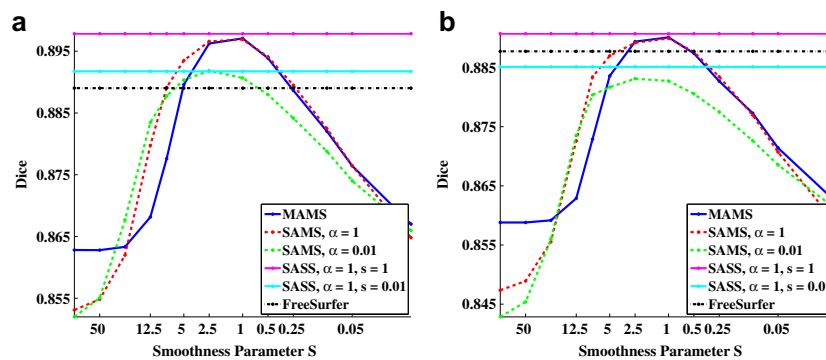 a
0.895
0.885
0.875
0.865
0.855
Dice
50 12.5 5 2.5 1 0.5 0.25 0.05
Smoothness Parameter S
MAMS
SAMS, α = 1
SAMS, α = 0.01
SASS, α = 1, s = 1
SASS, α = 1, s = 0.01
FreeSurfer
b
0.885
0.875
0.865
0.855
0.845
Dice
50 12.5 5 2.5 1 0.5 0.25 0.05
Smoothness Parameter S
MAMS
SAMS, α = 1
SAMS, α = 0.01
SASS, α = 1, s = 1
SASS, α = 1, s = 0.0
FreeSurfer